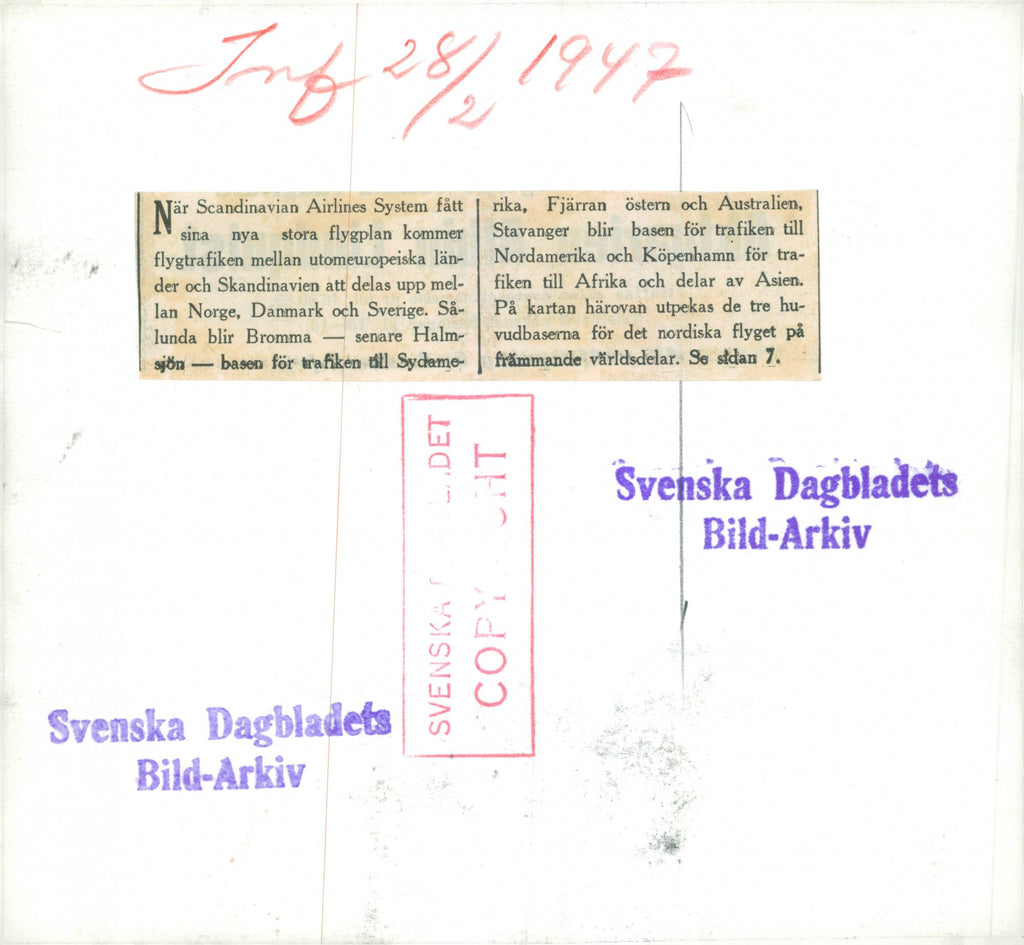 Inf 28/2 1947
När Scandinavian Airlines System fått
sina nya stora flygplan kommer
flygtrafiken mellan utomeuropeiska län-
der och Skandinavien att delas upp mel-
lan Norge, Danmark och Sverige. Så-
lunda blir Bromma — senare Halm-
sjön — basen för trafiken till Sydame-
rika, Fjärran östern och Australien,
Stavanger blir basen för trafiken till
Nordamerika och Köpenhamn för tra-
fiken till Afrika och delar av Asien.
På kartan härovan utpekas de tre hu-
vudbaserna för det nordiska flyget på
främmande världsdelar. Se sidan 7.
SVENSKA
Svenska Dagbladets
Bild-Arkiv
Svenska Dagbladets
Bild-Arkiv